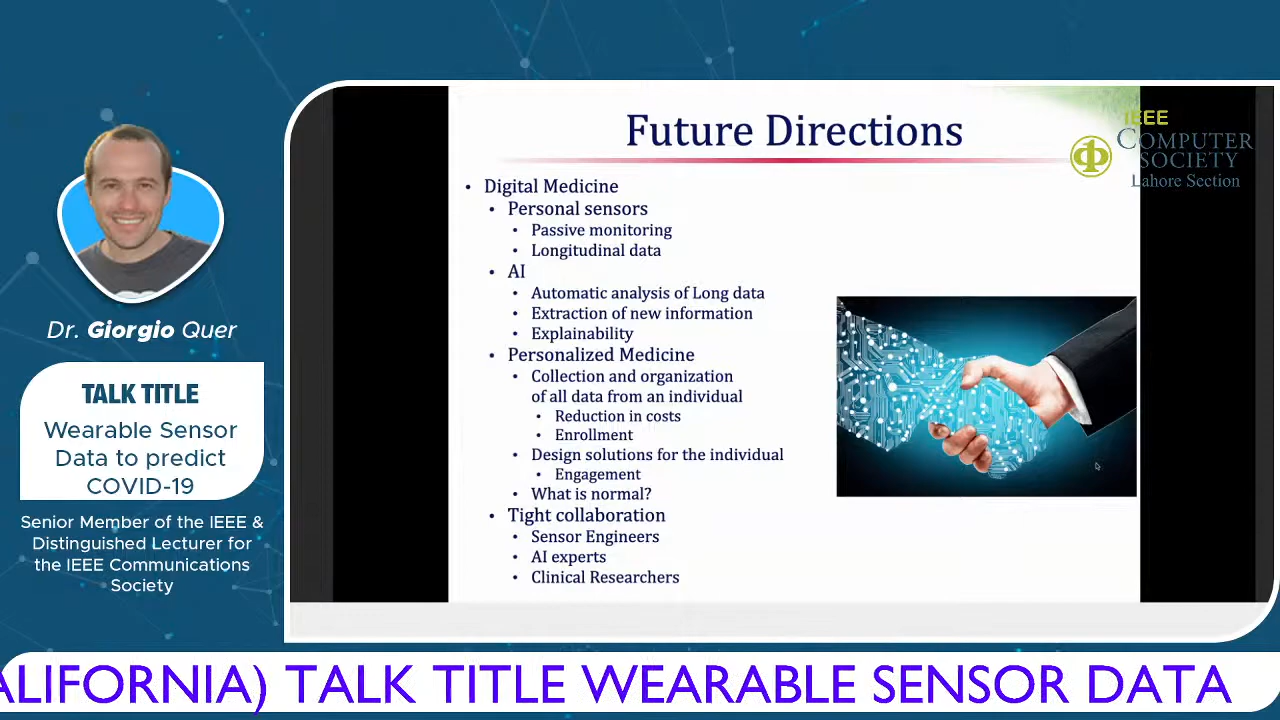 Future Directions
IEEE
COMPUTER
SOCIETY
Lahore Section
• Digital Medicine
• Personal sensors
• Passive monitoring
• Longitudinal data
• AI
• Automatic analysis of Long data
• Extraction of new information
• Explainability
• Personalized Medicine
• Collection and organization
of all data from an individual
• Reduction in costs
• Enrollment
• Design solutions for the individual
• Engagement
• What is normal?
• Tight collaboration
• Sensor Engineers
• AI experts
• Clinical Researchers
Dr. Giorgio Quer
TALK TITLE
Wearable Sensor
Data to predict
COVID-19
Senior Member of the IEEE &
Distinguished Lecturer for
the IEEE Communications
Society
ALIFORNIA) TALK TITLE WEARABLE SENSOR DATA